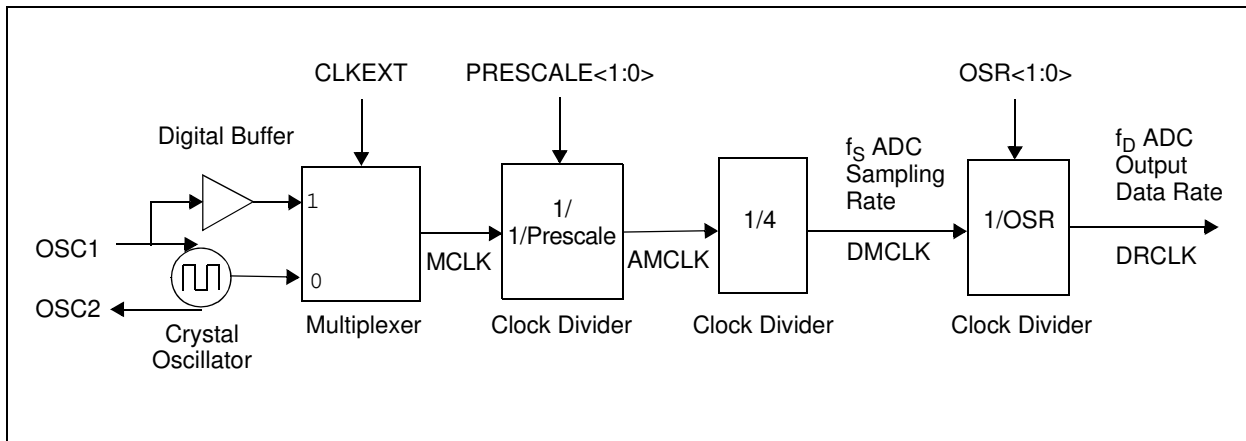 CLKEXT
PRESCALE<1:0>
OSR<1:0>
Digital Buffer
fS ADC
Sampling
Rate
fD ADC
Output
Data Rate
1
0
1/
1/Prescale
1/4
1/OSR
OSC1
OSC2
MCLK
AMCLK
DMCLK
DRCLK
Crystal
Oscillator
Multiplexer
Clock Divider
Clock Divider
Clock Divider